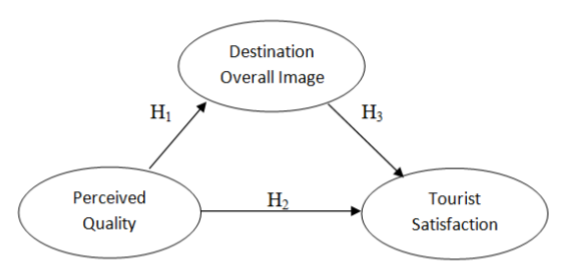 Destination
Overall Image
H₁
H₃
Perceived
Quality
H₂
Tourist
Satisfaction